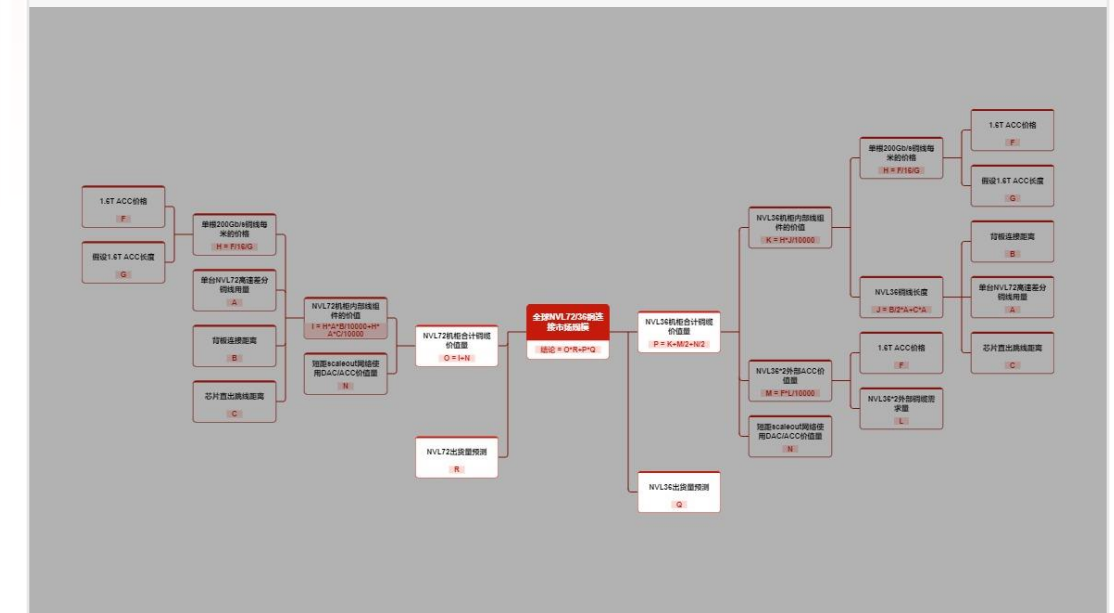 1.6T ACC价格
F
假设1.6T ACC长度
G
单根200Gb/s铜线每
米的价格
H = F/16/G
单台NVL72高速差分
铜线用量
A
背板连接距离
B
芯片直出跳线距离
C
NVL72机柜内部线组
件的价值
I = H*A*B/10000+H*
A*C/10000
短距scaleout网络使
用DAC/ACC价值量
N
NVL72机柜合计铜缆
价值量
O = I+N
NVL72出货量预测
R
全球NVL72/36铜连
接市场规模
结论 = O*R+P*Q
NVL36机柜合计铜缆
价值量
P = K+M/2+N/2
NVL36出货量预测
Q
NVL36机柜内部线组
件的价值
K = H*J/10000
NVL36*2外部ACC价
值量
M = F*L/10000
短距scaleout网络使
用DAC/ACC价值量
N
单根200Gb/s铜线每
米的价格
H = F/16/G
NVL36铜线长度
J = B/2*A+C*A
1.6T ACC价格
F
NVL36*2外部铜缆需
求量
L
1.6T ACC价格
F
假设1.6T ACC长度
G
背板连接距离
B
单台NVL72高速差分
铜线用量
A
芯片直出跳线距离
C